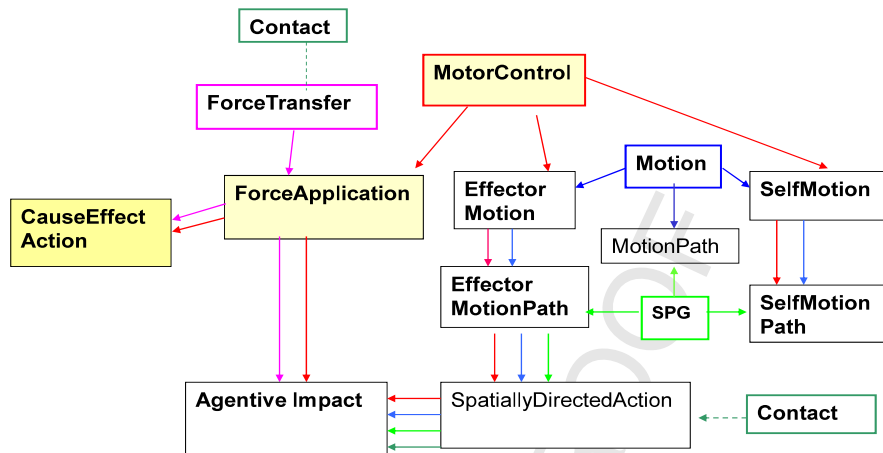 Contact
MotorControl
ForceTransfer
Motion
Effector
Motion
SelfMotion
ForceApplication
CauseEffect
Action
MotionPath
Effector
MotionPath
SPG
SelfMotion
Path
Agentive Impact
SpatiallyDirectedAction
Contact